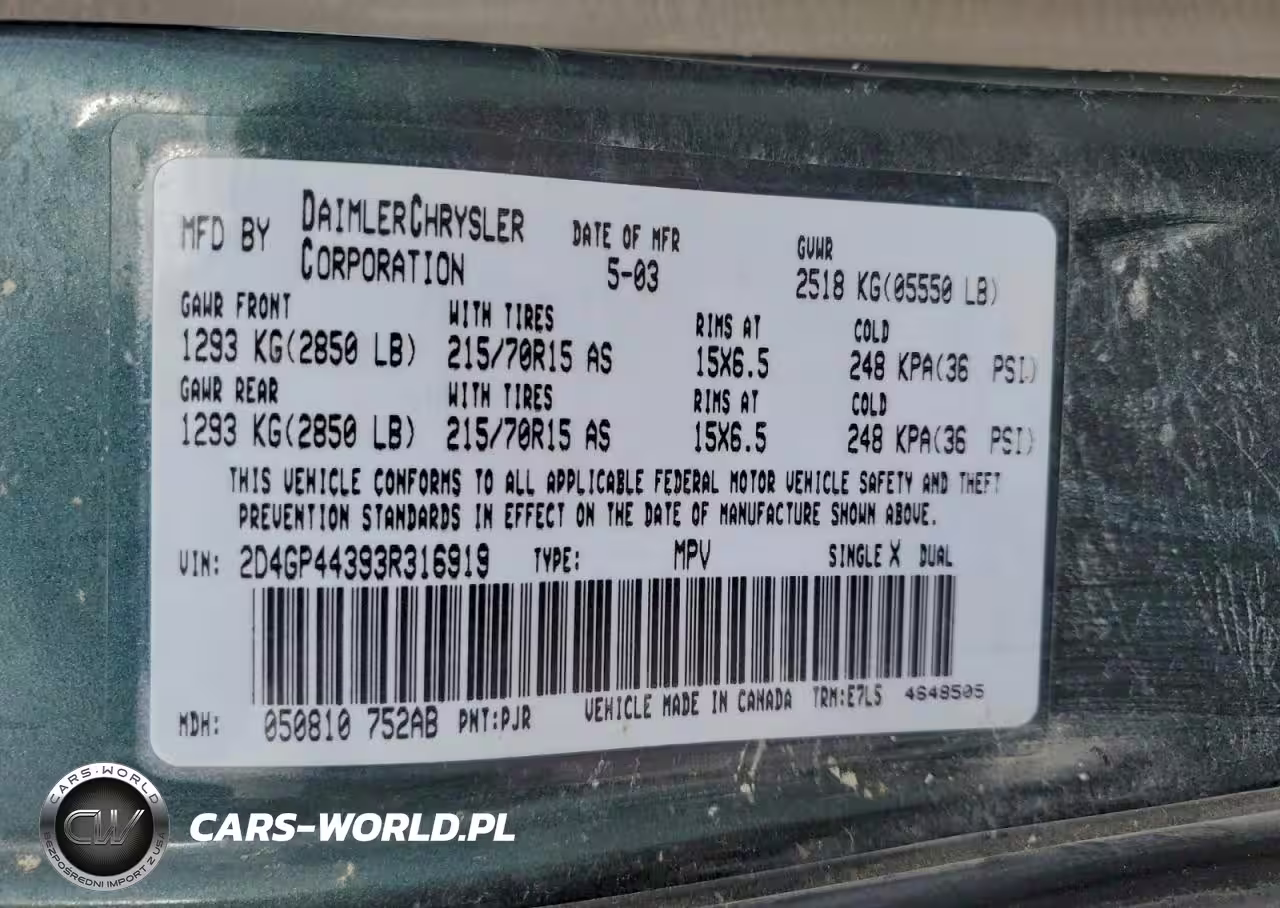 MFD BY DAIMLERCHRYSLER CORPORATION DATE OF MFR 5-03 GVWR 2518 KG(05550 LB)
GAWR FRONT WITH TIRES RIMS AT COLD
1293 KG(2850 LB) 215/70R15 AS 15X6.5 248 KPA(36 PSI)
GAWR REAR WITH TIRES RIMS AT COLD
1293 KG(2850 LB) 215/70R15 AS 15X6.5 248 KPA(36 PSI)
THIS VEHICLE CONFORMS TO ALL APPLICABLE FEDERAL MOTOR VEHICLE SAFETY AND THEFT
PREVENTION STANDARDS IN EFFECT ON THE DATE OF MANUFACTURE SHOWN ABOVE.
VIN: 2D4GP44393R316919 TYPE: MPV SINGLE X DUAL
MDH: 050810 752AB PNT:PJR VEHICLE MADE IN CANADA TRM:E7L5 4648505
CARS-WORLD
CW
BEZPOŚREDNI IMPORT Z USA
CARS-WORLD.PL